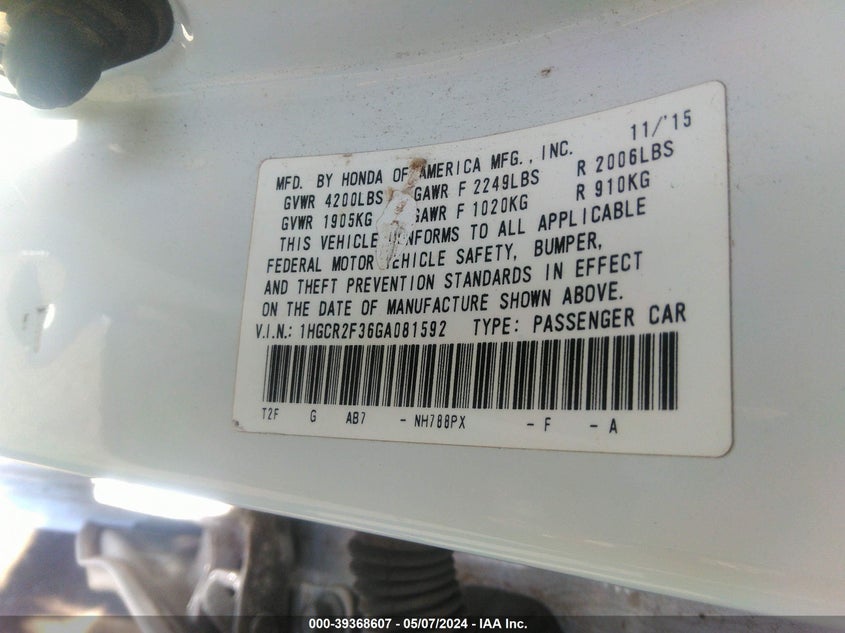 11/'15
MFD. BY HONDA OF AMERICA MFG., INC.
GVWR 4200LBS GAWR F 2249LBS R 2006LBS
GVWR 1905KG GAWR F 1020KG R 910KG
THIS VEHICLE CONFORMS TO ALL APPLICABLE
FEDERAL MOTOR VEHICLE SAFETY, BUMPER,
AND THEFT PREVENTION STANDARDS IN EFFECT
ON THE DATE OF MANUFACTURE SHOWN ABOVE.
V.I.N.: 1HGCR2F36GA081592 TYPE: PASSENGER CAR
T2F G AB7 - NH788PX - F - A
000-39368607 - 05/07/2024 - IAA Inc.